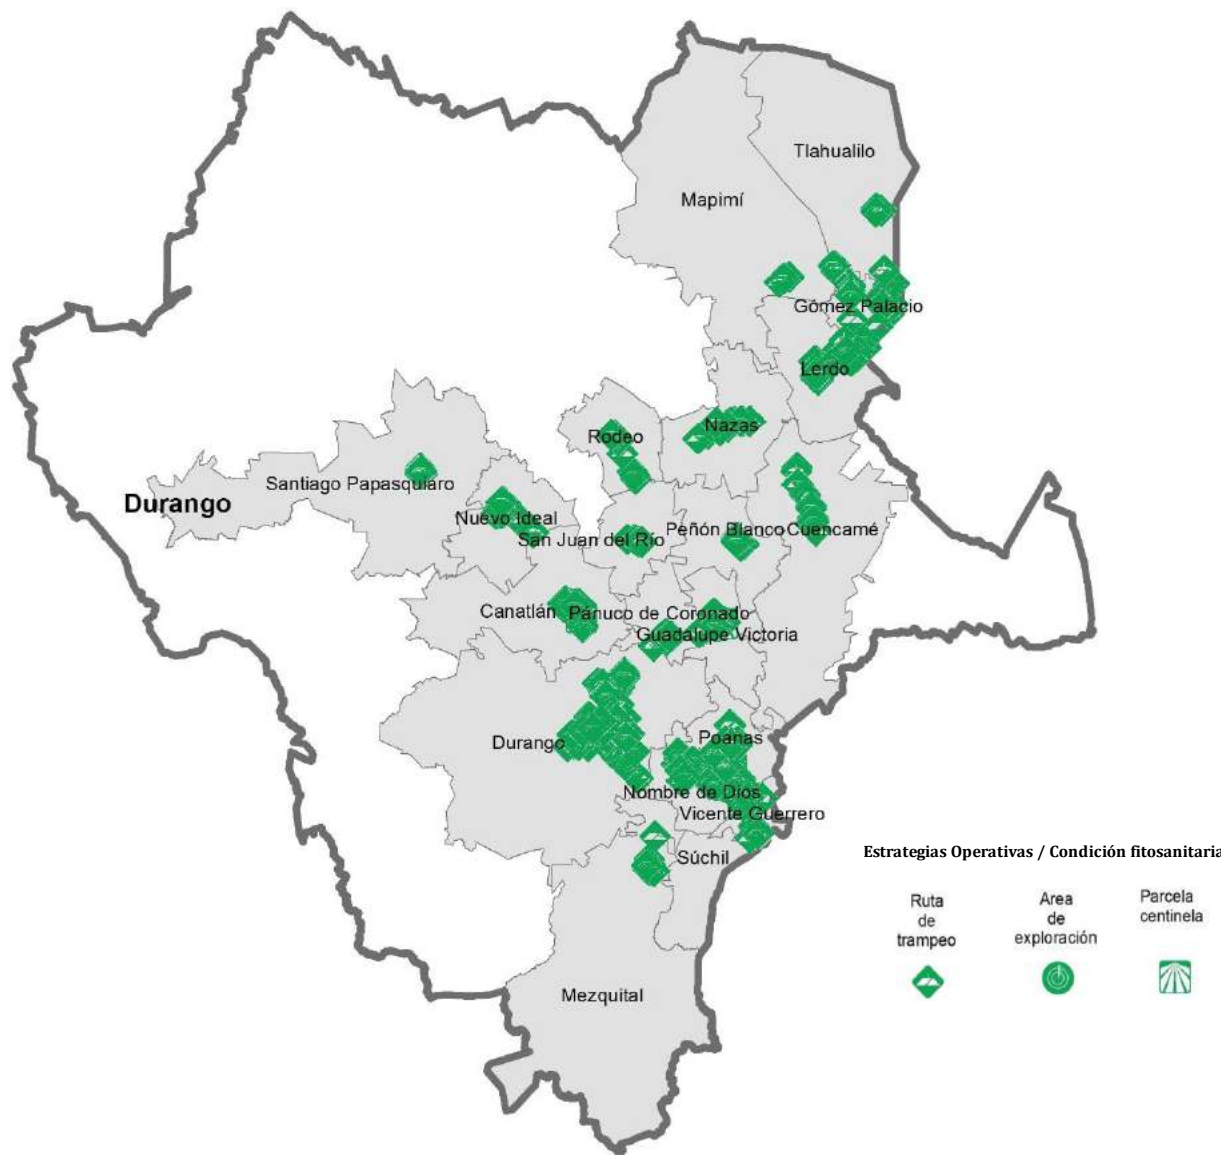 Tlahualilo
Mapimí
Gómez Palacio
Lerdo
Nazas
Rodeo
Santiago Papasquiaro
Durango
Nuevo Ideal
San Juan del Río
Peñón Blanco
Cuencamé
Canatlán
Pánuco de Coronado
Guadalupe Victoria
Durango
Poanas
Nombre de Dios
Vicente Guerrero
Súchil
Mezquital
Estrategias Operativas / Condición fitosanitaria
Ruta
de
trampeo
Area
de
exploración
Parcela
centinela